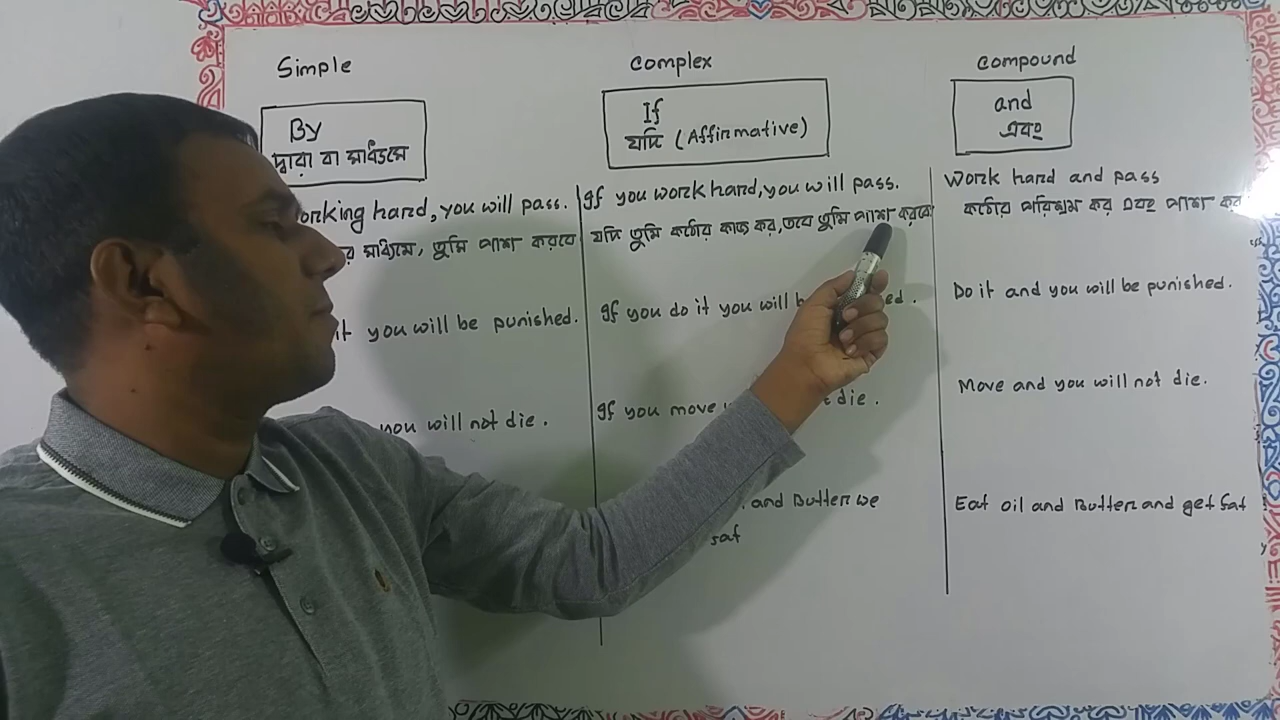 Simple
Complex
Compound
By
দ্বারা বা মাধ্যমে
If
যদি (Affirmative)
and
এবং
orking hard, you will pass.
র মাধ্যমে, তুমি পাশ করবে
it you will be punished.
you will not die.
If you work hard, you will pass.
যদি তুমি কঠোর কাজ কর, তবে তুমি পাশ করবে
If you do it you will b ed.
If you move die.
and Butter we
fat
Work hard and pass
কঠোর পরিশ্রম কর এবং পাশ কর
Do it and you will be punished.
Move and you will not die.
Eat oil and Butter and get fat